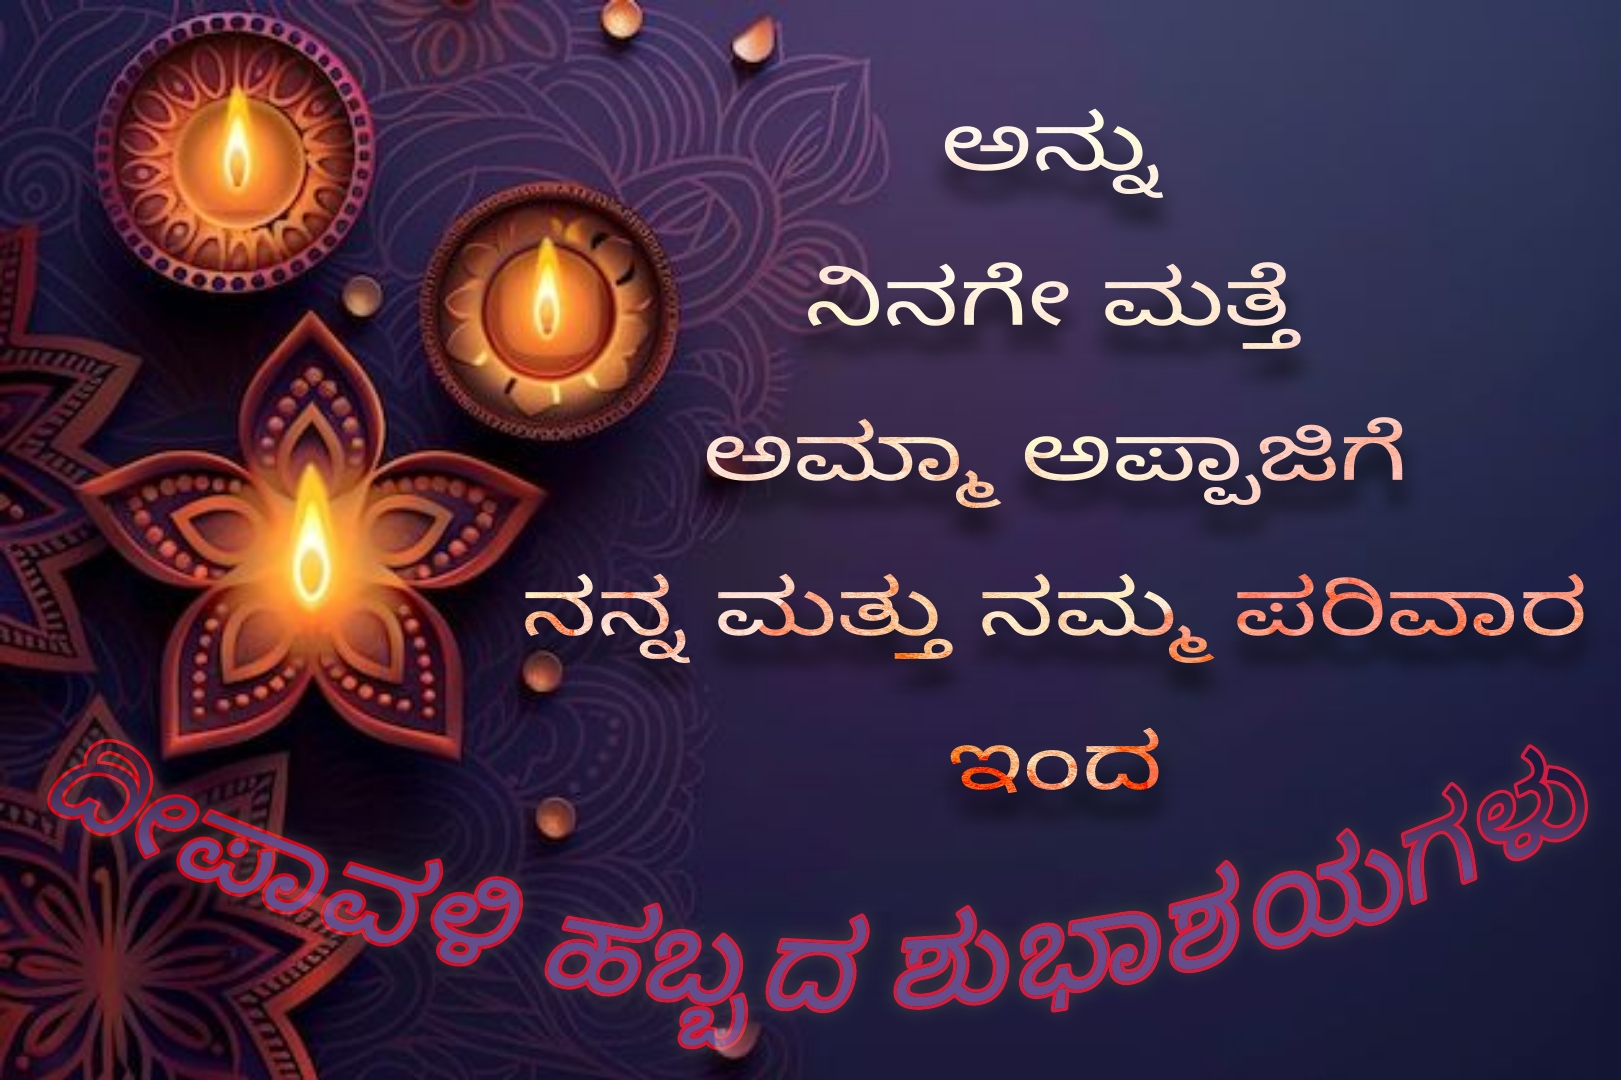 ಅನ್ನು
ನಿನಗೇ ಮತ್ತೆ
ಅಮ್ಮಾ ಅಪ್ಪಾಜಿಗೆ
ನನ್ನ ಮತ್ತು ನಮ್ಮ ಪರಿವಾರ
ಇಂದ
ದೀಪಾವಳಿ ಹಬ್ಬದ ಶುಭಾಶಯಗಳು